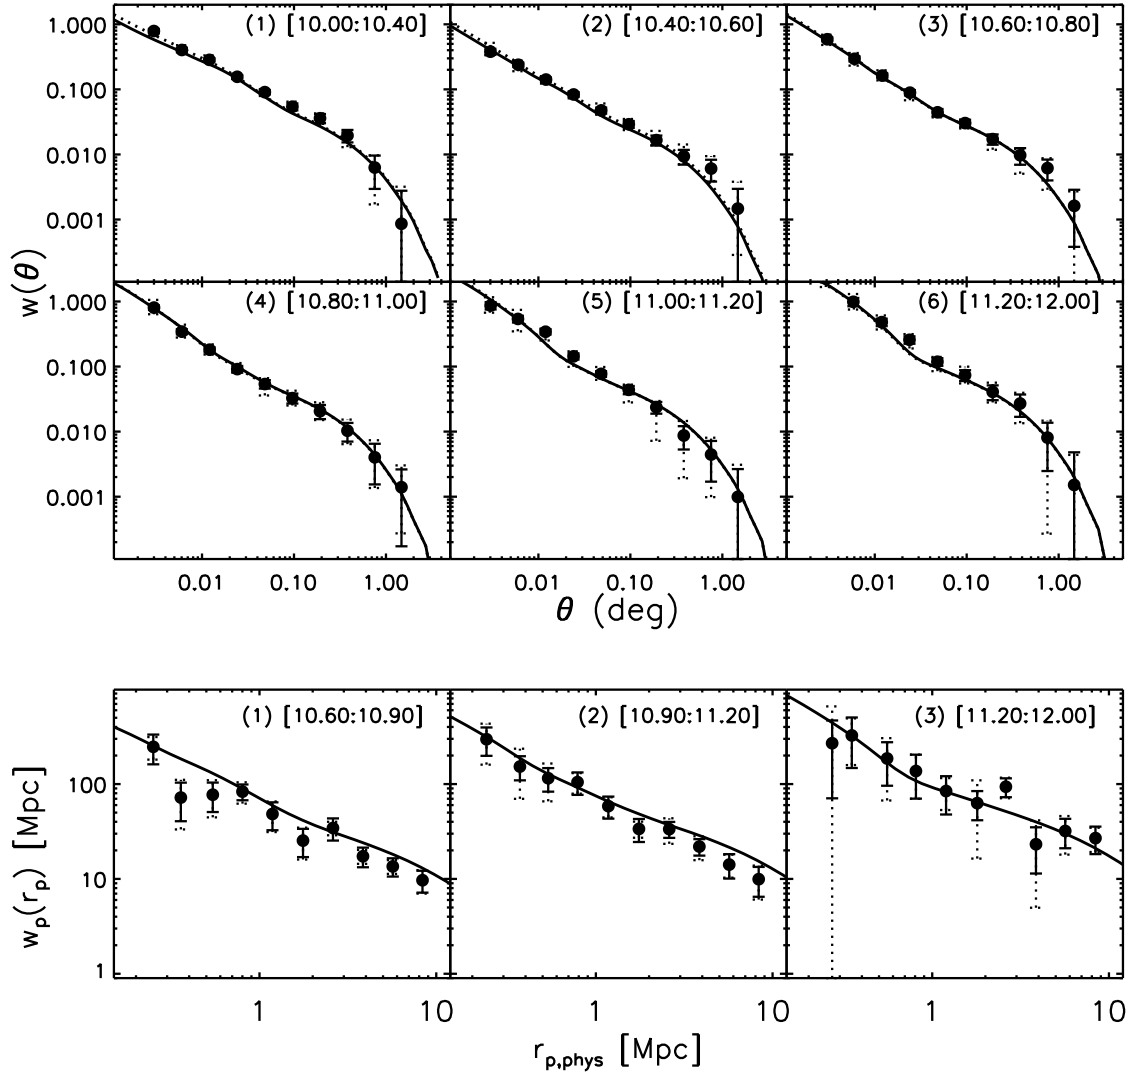 (1) [10.00:10.40] (2) [10.40:10.60] (3) [10.60:10.80]
1.000
0.100
0.010
0.001
w(θ)
(4) [10.80:11.00] (5) [11.00:11.20] (6) [11.20:12.00]
1.000
0.100
0.010
0.001
0.01 0.10 1.00 0.01 0.10 1.00 0.01 0.10 1.00
θ (deg)
(1) [10.60:10.90] (2) [10.90:11.20] (3) [11.20:12.00]
100
10
1
w_p(r_p) [Mpc]
1 10 1 10 1 10
r_p,phys [Mpc]